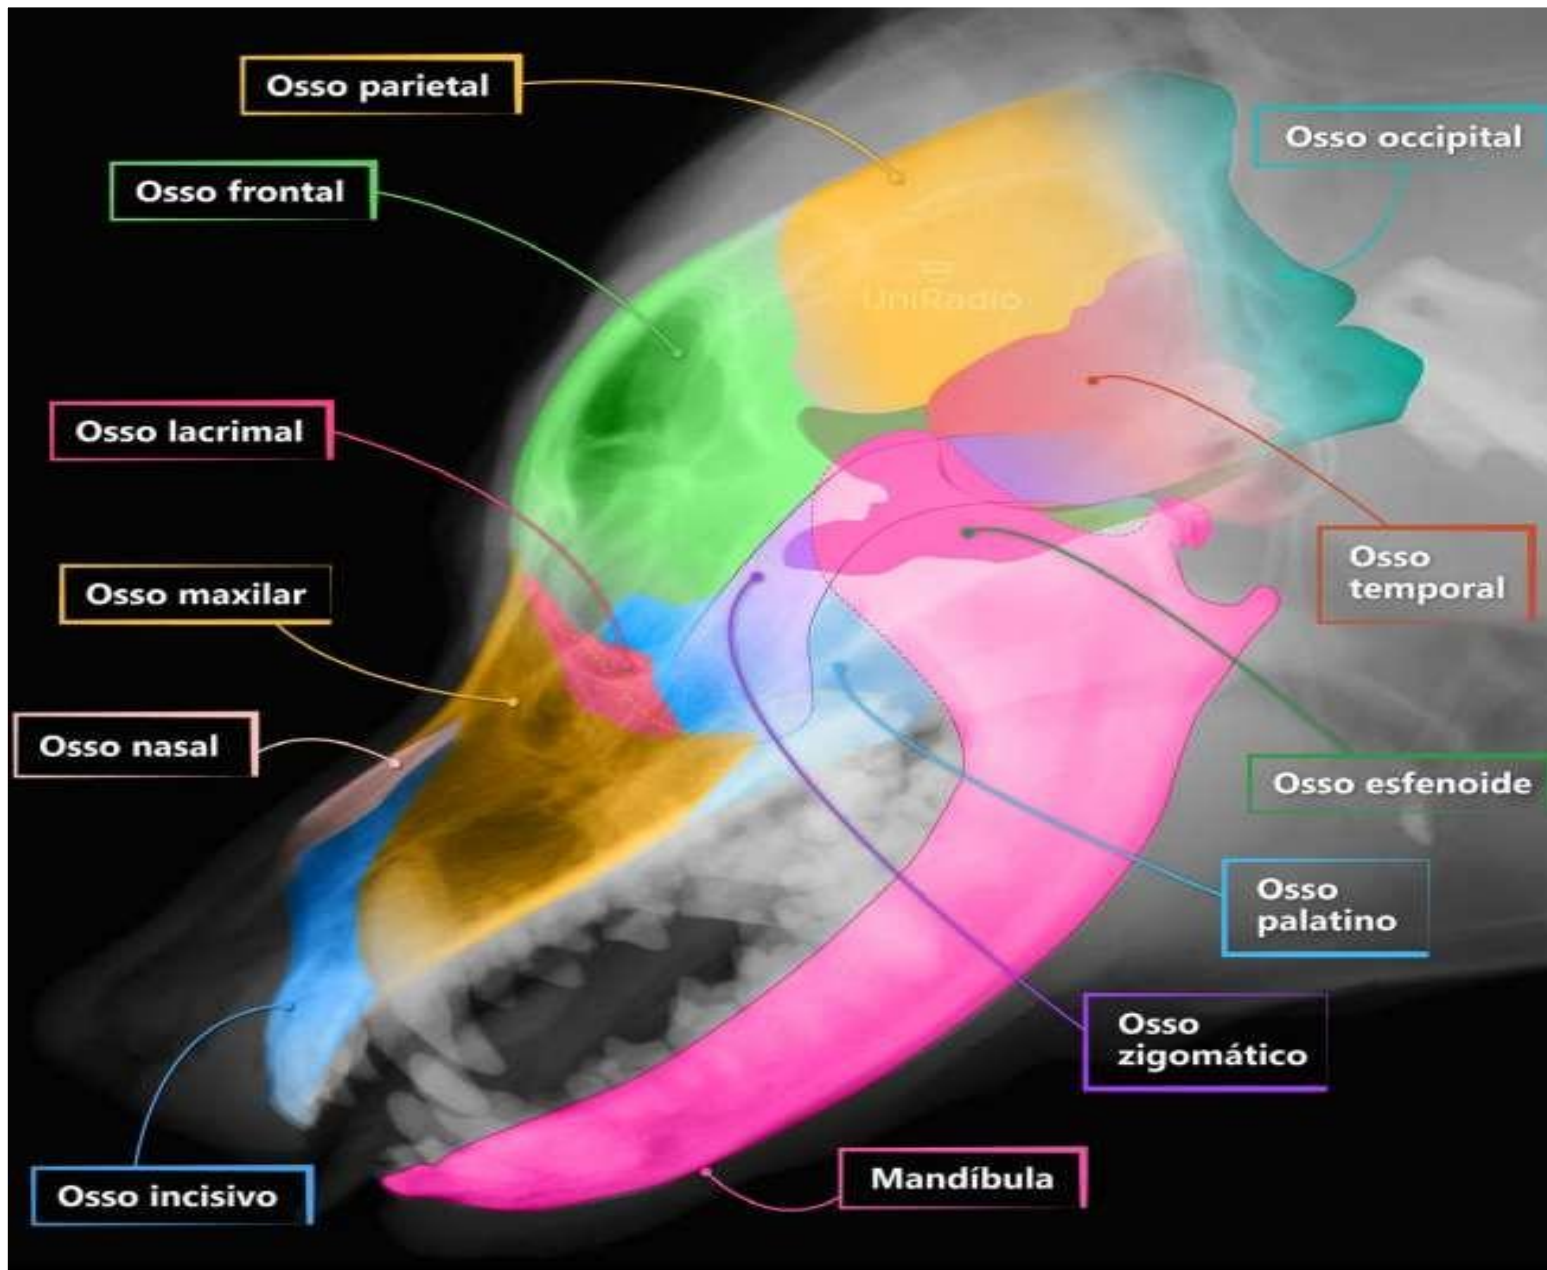 Osso parietal
Osso occipital
Osso frontal
UniRadio
Osso lacrimal
Osso
temporal
Osso maxilar
Osso nasal
Osso esfenoide
Osso
palatino
Osso
zigomático
Mandíbula
Osso incisivo